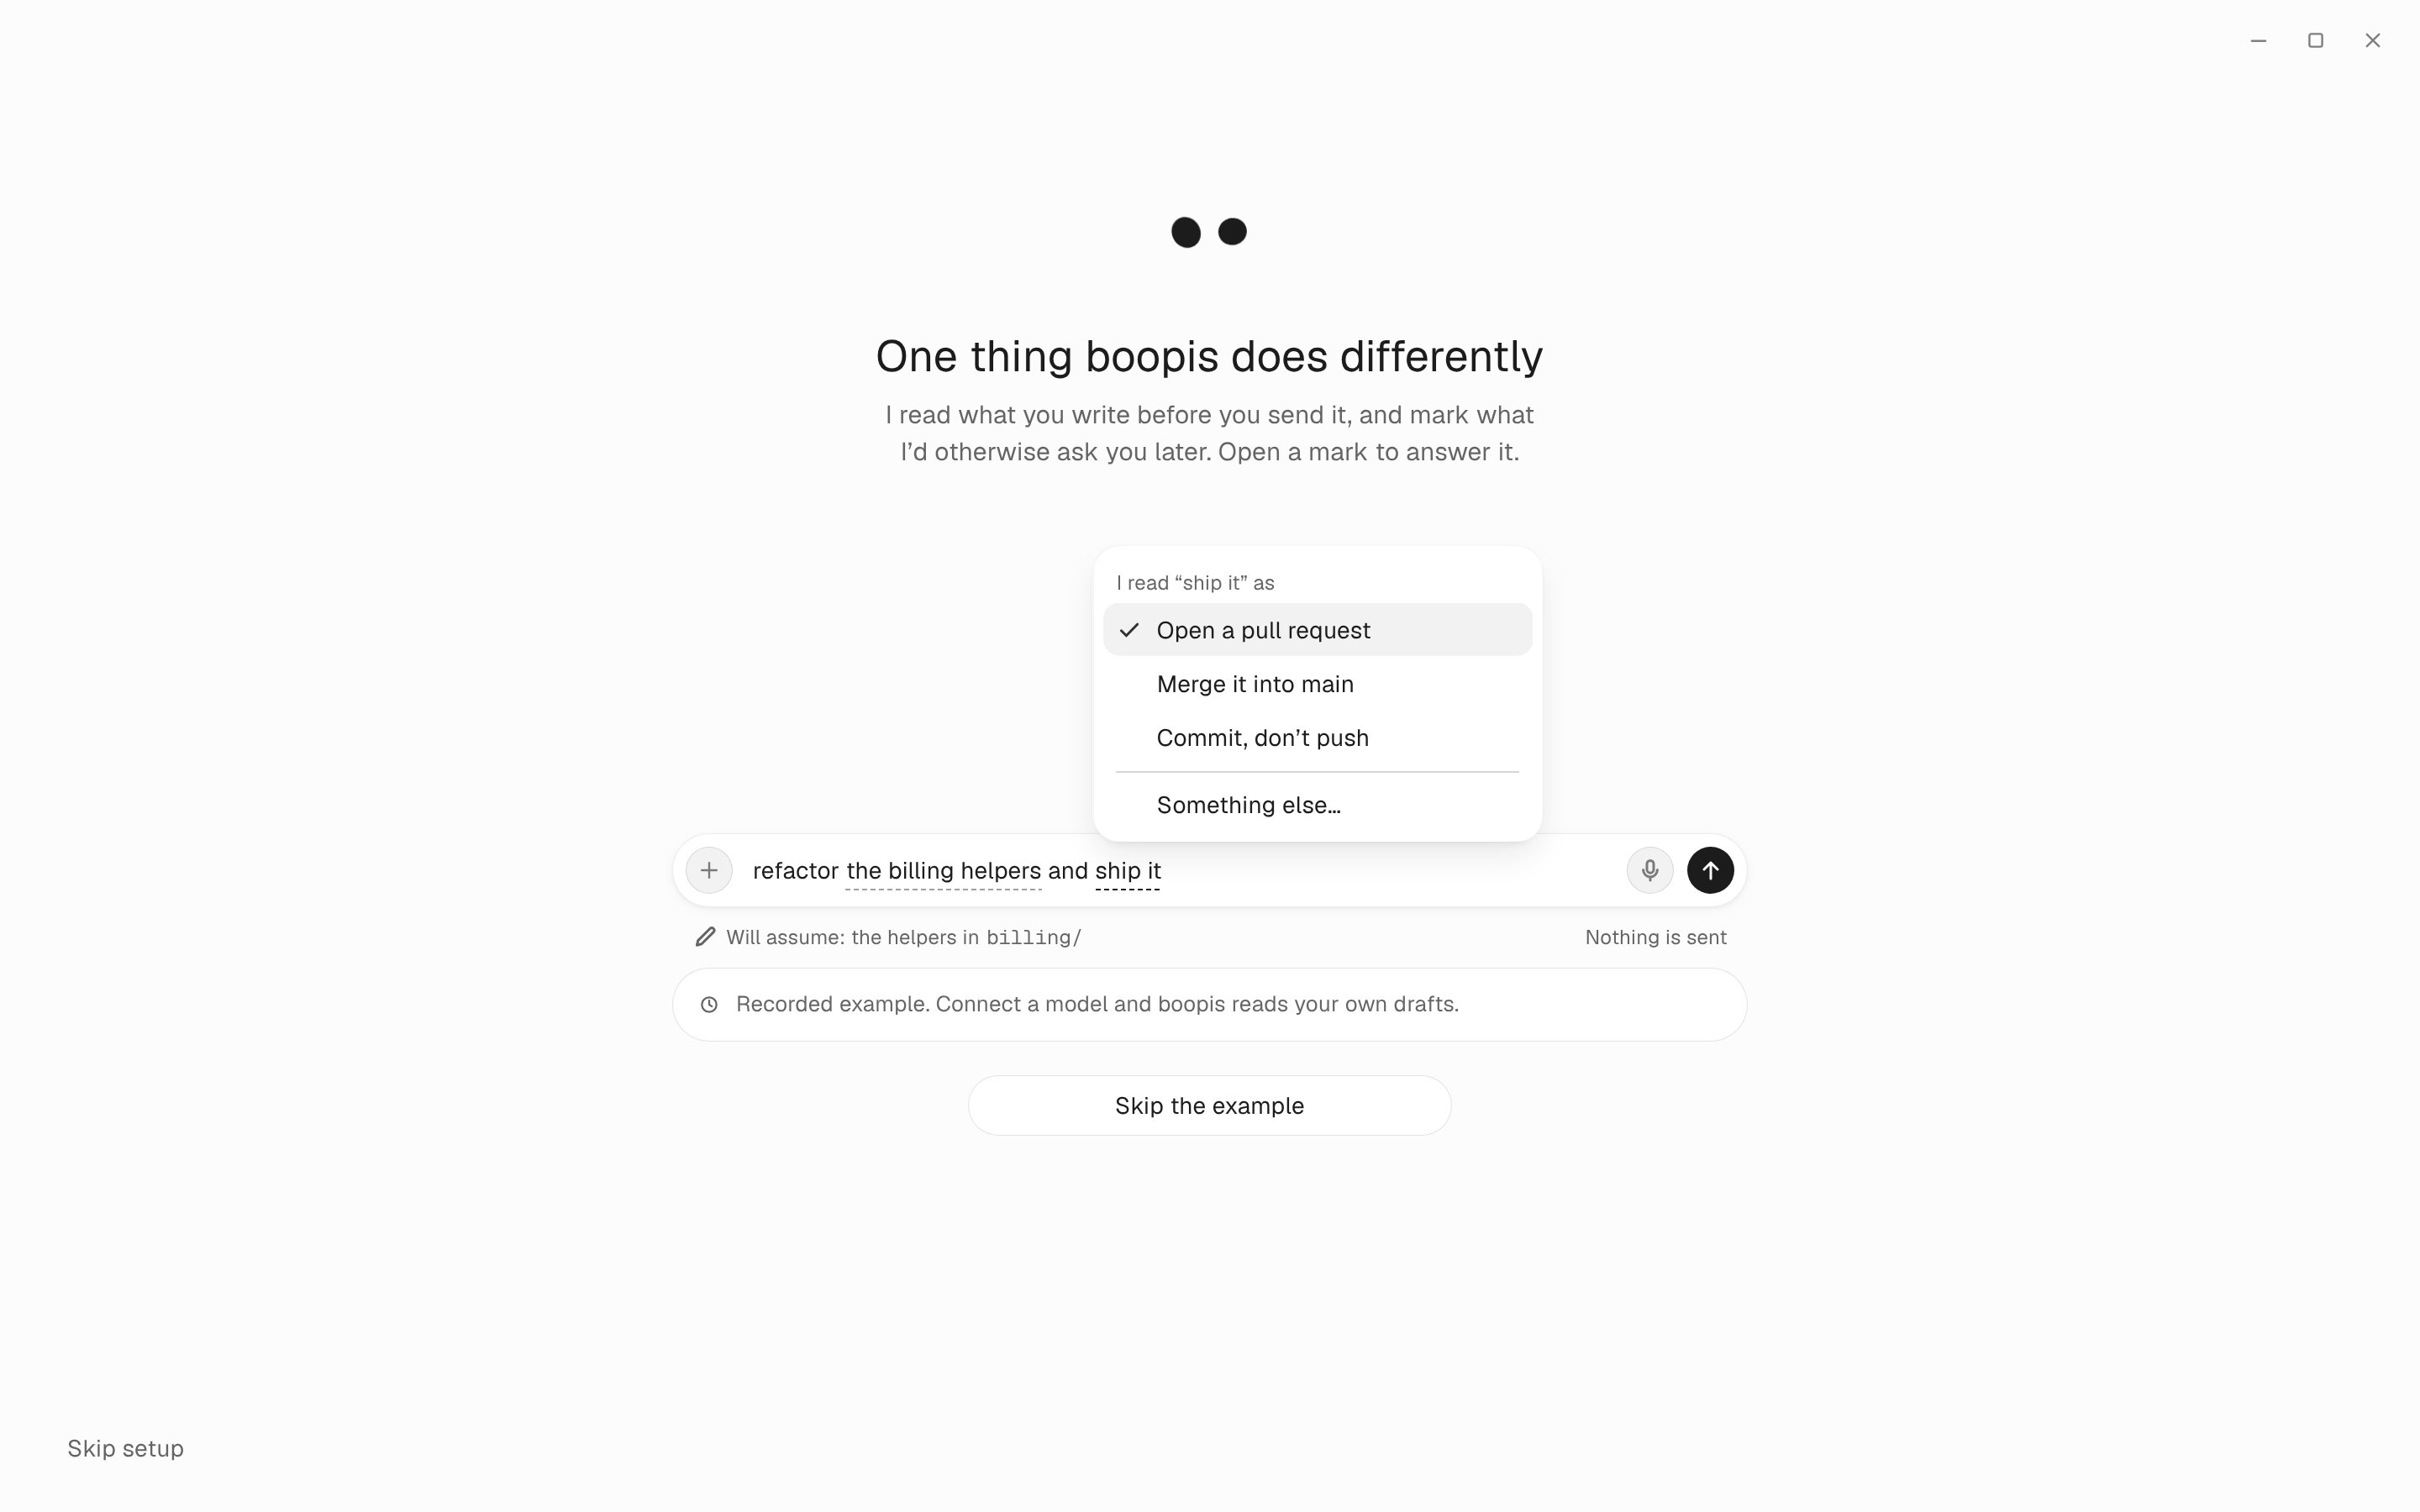 One thing boopis does differently
I read what you write before you send it, and mark what
I’d otherwise ask you later. Open a mark to answer it.
I read “ship it” as
Open a pull request
Merge it into main
Commit, don’t push
Something else…
refactor the billing helpers and ship it
Will assume: the helpers in billing/
Nothing is sent
Recorded example. Connect a model and boopis reads your own drafts.
Skip the example
Skip setup